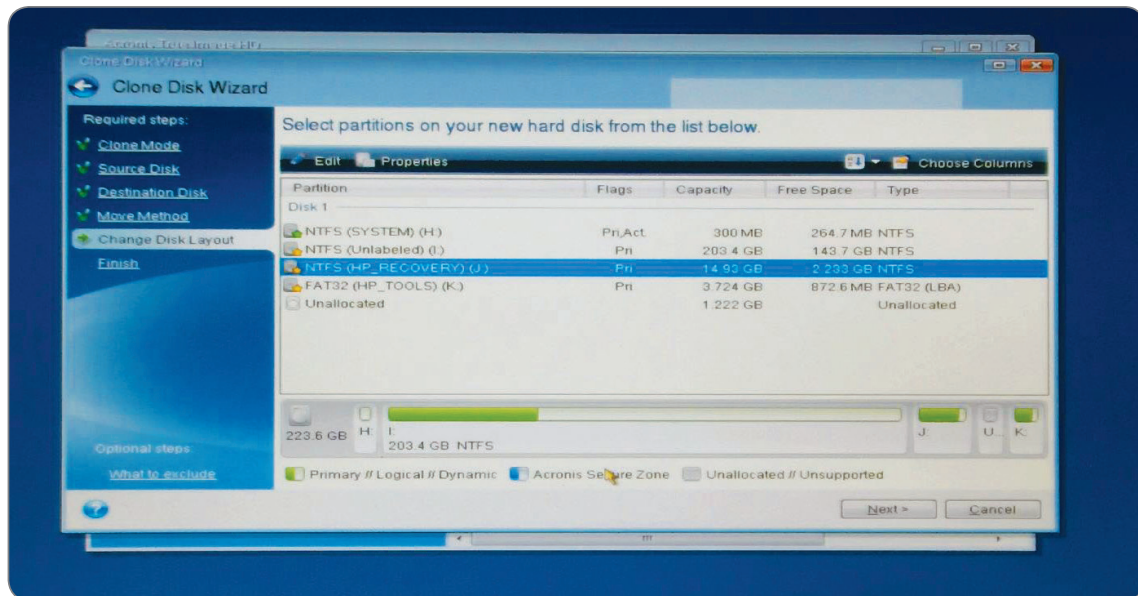 Acronis TrueImageHD
Clone Disk Wizard
Clone Disk Wizard
Required steps:
Clone Mode
Source Disk
Destination Disk
Move Method
Change Disk Layout
Finish
Optional steps:
What to exclude
Select partitions on your new hard disk from the list below.
Edit Properties Choose Columns
Partition Flags Capacity Free Space Type
Disk 1
NTFS (SYSTEM) (H:) Pri,Act. 300 MB 264.7 MB NTFS
NTFS (Unlabeled) (I:) Pri 203.4 GB 143.7 GB NTFS
NTFS (HP_RECOVERY) (J:) Pri 14.93 GB 2.233 GB NTFS
FAT32 (HP_TOOLS) (K:) Pri 3.724 GB 872.6 MB FAT32 (LBA)
Unallocated 1.222 GB Unallocated
223.6 GB H: I: J: U... K:
203.4 GB NTFS
Primary // Logical // Dynamic Acronis Secure Zone Unallocated // Unsupported
Next > Cancel